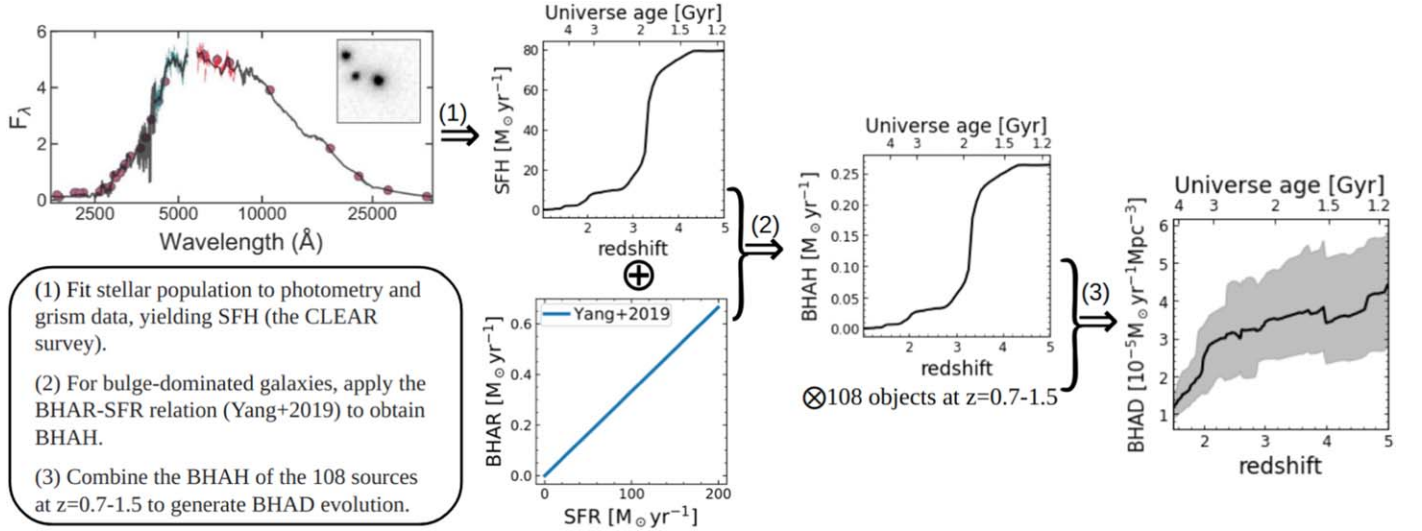 6
4
2
0
F_λ
2500
5000
10000
25000
Wavelength (Å)
(1)
Universe age [Gyr]
4
3
2
1.5
1.2
80
60
40
20
0
SFH [M⊙yr⁻¹]
1
2
3
4
5
redshift
⊕
0.6
0.4
0.2
0.0
BHAR [M⊙yr⁻¹]
Yang+2019
0
100
200
SFR [M⊙yr⁻¹]
(2)
Universe age [Gyr]
4
3
2
1.5
1.2
0.25
0.20
0.15
0.10
0.05
0.00
BHAH [M⊙yr⁻¹]
2
3
4
5
redshift
⊗108 objects at z=0.7-1.5
(3)
Universe age [Gyr]
4
3
2
1.5
1.2
6
5
4
3
2
1
BHAD [10⁻⁵M⊙yr⁻¹Mpc⁻³]
2
3
4
5
redshift
(1) Fit stellar population to photometry and
grism data, yielding SFH (the CLEAR
survey).
(2) For bulge-dominated galaxies, apply the
BHAR-SFR relation (Yang+2019) to obtain
BHAH.
(3) Combine the BHAH of the 108 sources
at z=0.7-1.5 to generate BHAD evolution.